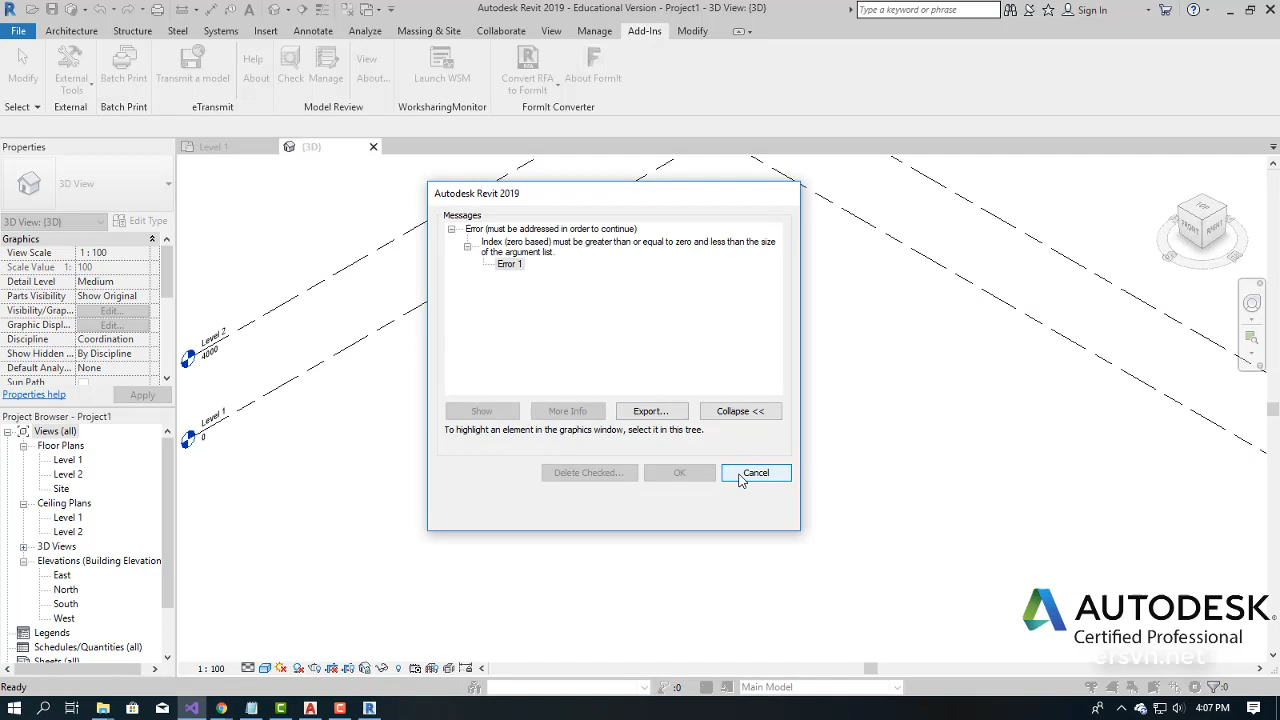 Autodesk Revit 2019 - Educational Version - Project1 - 3D View: {3D}
Type a keyword or phrase
Sign In
File Architecture Structure Steel Systems Insert Annotate Analyze Massing & Site Collaborate View Manage Add-Ins Modify
Modify
External
Tools
Batch Print
Transmit a model
Help
About
Check
Manage
View
About...
Launch WSM
Convert RFA
to FormIt
About FormIt
Select External Batch Print eTransmit Model Review WorksharingMonitor FormIt Converter
Properties
Level 1
{3D}
3D View
3D View: {3D}
Edit Type
Graphics
View Scale 1 : 100
Scale Value 1: 100
Detail Level Medium
Parts Visibility Show Original
Visibility/Grap... Edit...
Graphic Displ... Edit...
Discipline Coordination
Show Hidden ... By Discipline
Default Analy... None
Sun Path
Properties help
Apply
Project Browser - Project1
Views (all)
Floor Plans
Level 1
Level 2
Site
Ceiling Plans
Level 1
Level 2
3D Views
Elevations (Building Elevation
East
North
South
West
Legends
Schedules/Quantities (all)
Sheets (all)
Level 2
4000
Level 1
0
TOP
FRONT
RIGHT
Autodesk Revit 2019
Messages
Error (must be addressed in order to continue)
Index (zero based) must be greater than or equal to zero and less than the size
of the argument list.
Error 1
Show More Info Export... Collapse <<
To highlight an element in the graphics window, select it in this tree.
Delete Checked... OK Cancel
AUTODESK
Certified Professional
ersvn.net
1 : 100
Ready
:0
Main Model
:0
4:07 PM